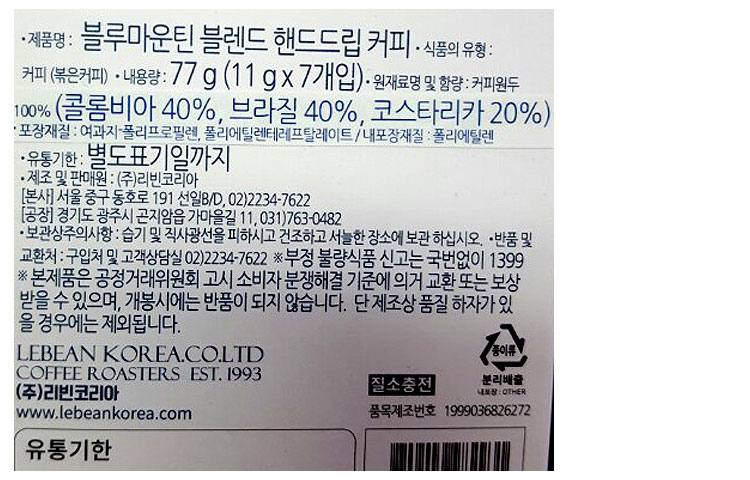 •제품명 : 블루마운틴 블렌드 핸드드립 커피 •식품의 유형 :
커피 (볶은커피) •내용량 : 77 g (11 g x 7개입) •원재료명 및 함량 : 커피원두
100% (콜롬비아 40%, 브라질 40%, 코스타리카 20%)
•포장재질 : 여과지-폴리프로필렌, 폴리에틸렌테레프탈레이트 / 내포장재질 : 폴리에틸렌
•유통기한 : 별도표기일까지
•제조 및 판매원 : (주)리빈코리아
[본사] 서울 중구 동호로 191 선일B/D, 02)2234-7622
[공장] 경기도 광주시 곤지암읍 가마을길 11, 031)763-0482
•보관상주의사항 : 습기 및 직사광선을 피하시고 건조하고 서늘한 장소에 보관 하십시오. •반품 및
교환처 : 구입처 및 고객상담실 02)2234-7622 ※부정 불량식품 신고는 국번없이 1399
※ 본제품은 공정거래위원회 고시 소비자 분쟁해결 기준에 의거 교환 또는 보상
받을 수 있으며, 개봉시에는 반품이 되지 않습니다. 단 제조상 품질 하자가 있
을 경우에는 제외됩니다.
LEBEAN KOREA.CO.LTD
COFFEE ROASTERS EST. 1993
(주)리빈코리아
www.lebeankorea.com
종이류
분리배출
내포장 : OTHER
질소충전
품목제조번호 1999036826272
유통기한